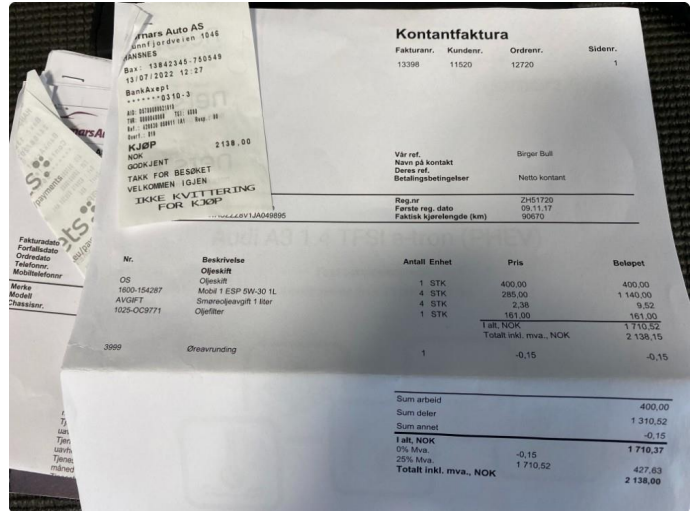 nnfjordveien 1046
ANSNES
Bax: 13842345-750549
13/07/2022 12:27
BankAxept
*******0310-3
KJØP
NOK 2138,00
GODKJENT
TAKK FOR BESØKET
VELKOMMEN IGJEN
IKKE KVITTERING
FOR KJØP
Kontantfaktura
Fakturanr. Kundenr. Ordrenr. Sidenr.
13398 11520 12720 1
Vår ref. Birger Bull
Navn på kontakt
Deres ref.
Betalingsbetingelser Netto kontant
Reg.nr ZH51720
Første reg. dato 09.11.17
Faktisk kjørelengde (km) 90670
Fakturadato
Forfallsdato
Ordredato
Telefonnr.
Mobiltelefonnr
Merke
Modell
Chassisnr.
Nr. Beskrivelse Antall Enhet Pris Beløpet
Oljeskift
OS Oljeskift 1 STK 400,00 400,00
1600-154287 Mobil 1 ESP 5W-30 1L 4 STK 285,00 1 140,00
AVGIFT Smøreoljeavgift 1 liter 4 STK 2,38 9,52
1025-OC9771 Oljefilter 1 STK 161,00 161,00
I alt, NOK 1 710,52
Totalt inkl. mva., NOK 2 138,15
3999 Øreavrunding 1 -0,15 -0,15
Sum arbeid 400,00
Sum deler 1 310,52
Sum annet -0,15
I alt, NOK 1 710,37
0% Mva. -0,15
25% Mva. 1 710,52 427,63
Totalt inkl. mva., NOK 2 138,00